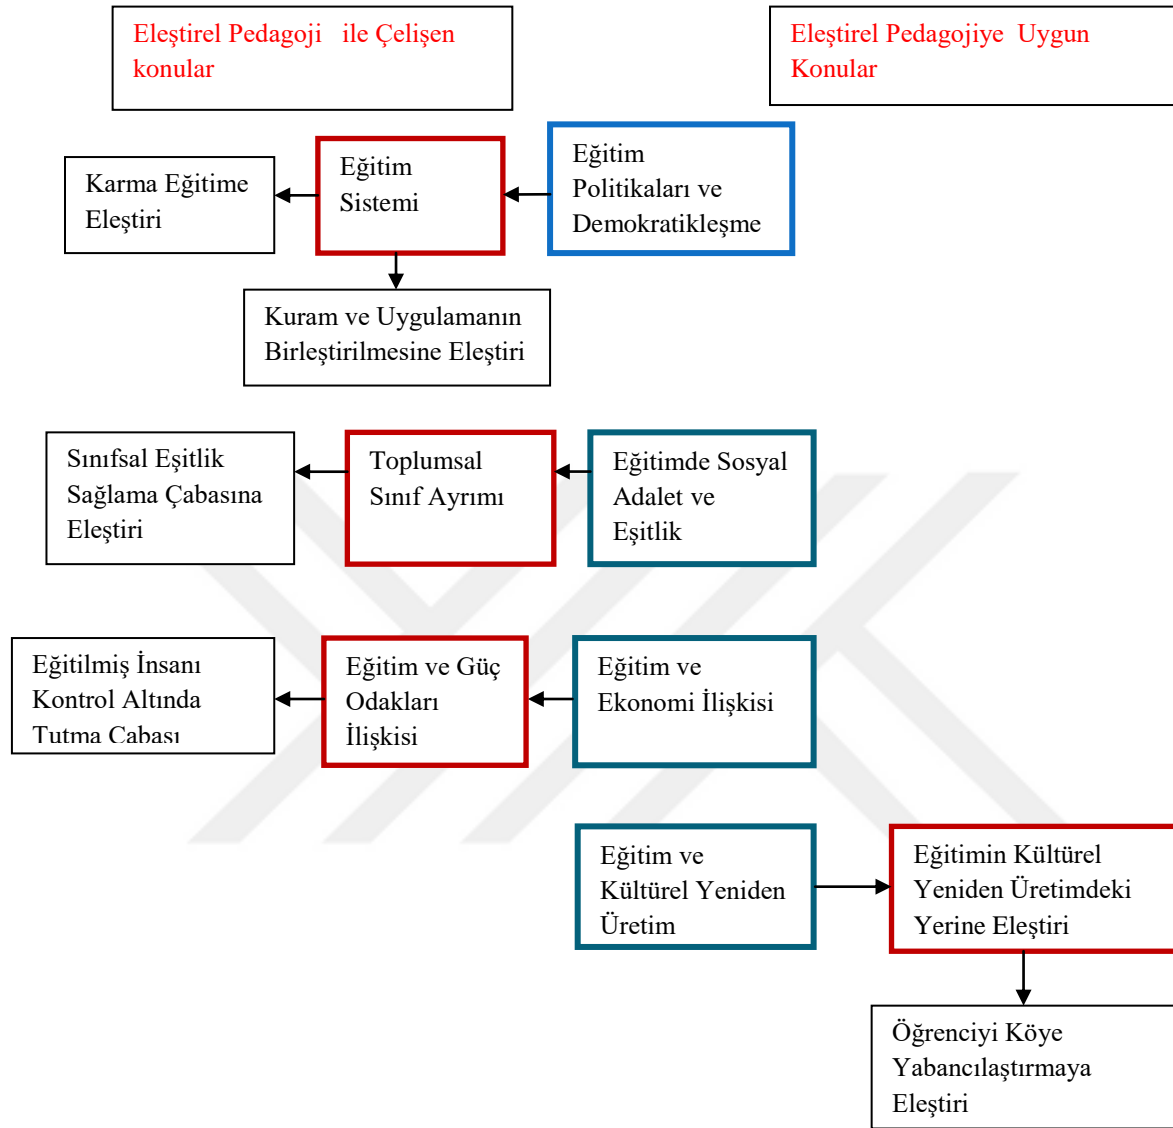 Eleştirel Pedagoji ile Çelişen
konular
Eleştirel Pedagojiye Uygun
Konular
Karma Eğitime
Eleştiri
Eğitim
Sistemi
Eğitim
Politikaları ve
Demokratikleşme
Kuram ve Uygulamanın
Birleştirilmesine Eleştiri
Sınıfsal Eşitlik
Sağlama Çabasına
Eleştiri
Toplumsal
Sınıf Ayrımı
Eğitimde Sosyal
Adalet ve
Eşitlik
Eğitilmiş İnsanı
Kontrol Altında
Tutma Çabası
Eğitim ve Güç
Odakları
İlişkisi
Eğitim ve
Ekonomi İlişkisi
Eğitim ve
Kültürel Yeniden
Üretim
Eğitimin Kültürel
Yeniden Üretimdeki
Yerine Eleştiri
Öğrenciyi Köye
Yabancılaştırmaya
Eleştiri